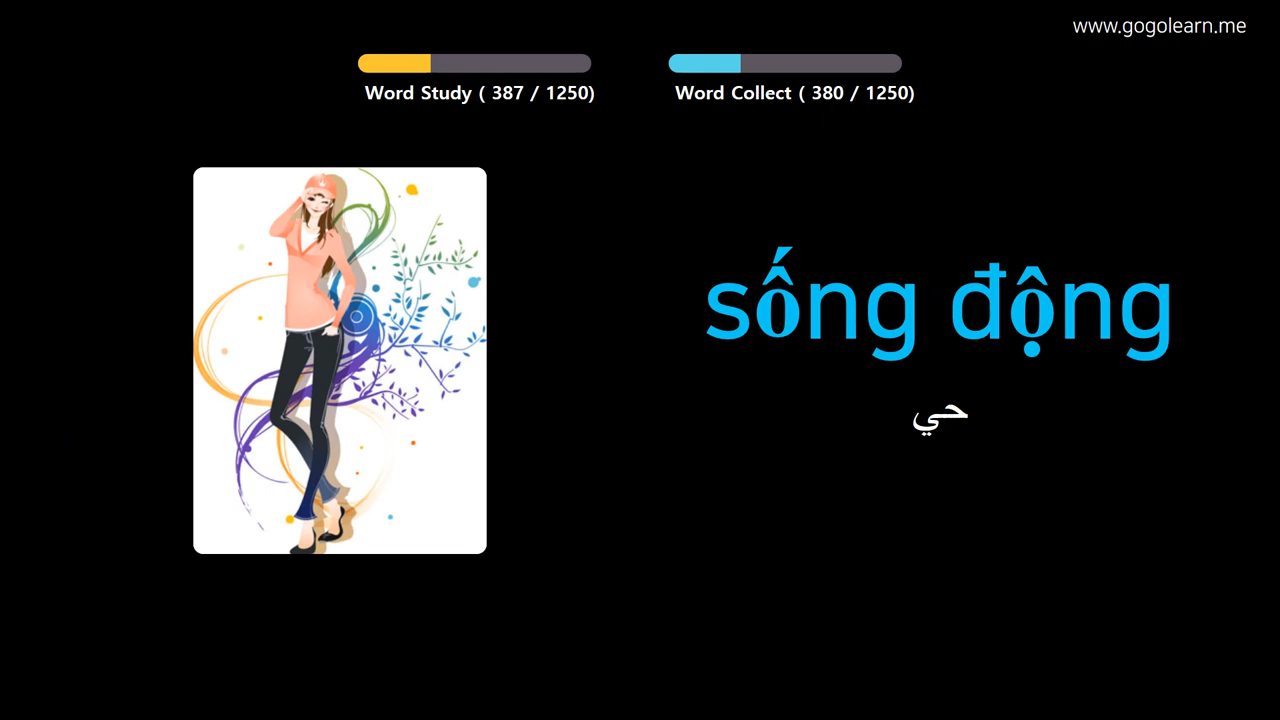 www.gogolearn.me
Word Study ( 387 / 1250)
Word Collect ( 380 / 1250)
sống động
حي